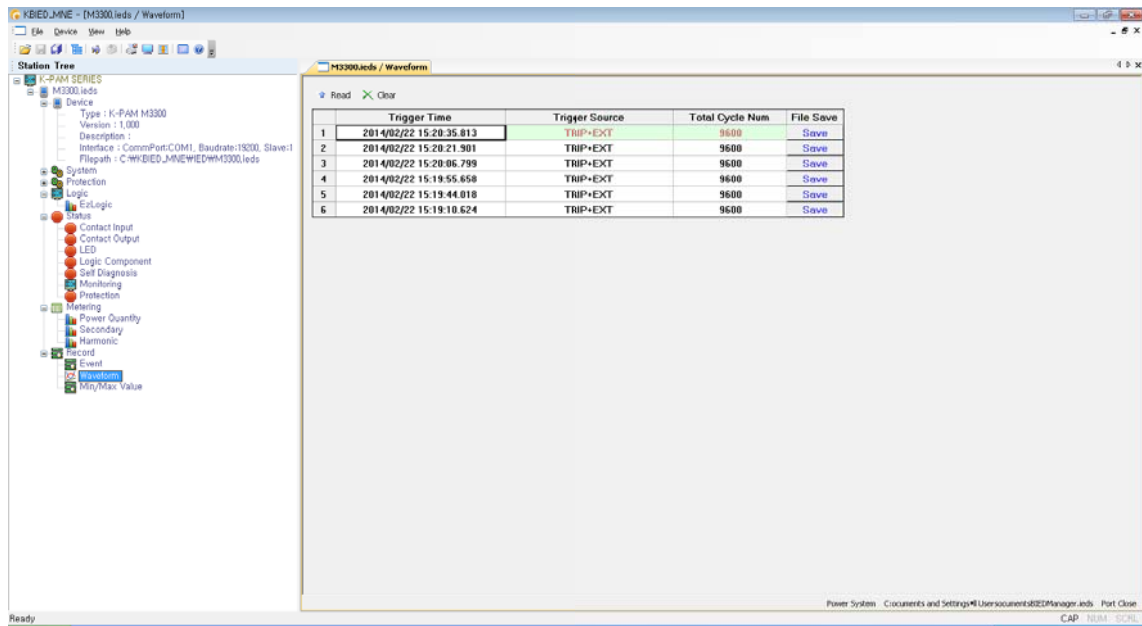 KBIED_MNE - [M3300.ieds / Waveform]
File Device View Help
Station Tree
K-PAM SERIES
M3300.ieds
Device
Type : K-PAM M3300
Version : 1,000
Description :
Interface : CommPort:COM1, Baudrate:19200, Slave:1
Filepath : C:₩KBIED_MNE₩IED₩M3300,ieds
System
Protection
Logic
EzLogic
Status
Contact Input
Contact Output
LED
Logic Component
Self Diagnosis
Monitoring
Protection
Metering
Power Quantity
Secondary
Harmonic
Record
Event
Waveform
Min/Max Value
M3300.ieds / Waveform
Read Clear
Trigger Time Trigger Source Total Cycle Num File Save
1 2014/02/22 15:20:35.813 TRIP+EXT 9600 Save
2 2014/02/22 15:20:21.901 TRIP+EXT 9600 Save
3 2014/02/22 15:20:06.799 TRIP+EXT 9600 Save
4 2014/02/22 15:19:55.658 TRIP+EXT 9600 Save
5 2014/02/22 15:19:44.018 TRIP+EXT 9600 Save
6 2014/02/22 15:19:10.624 TRIP+EXT 9600 Save
Power System Port Close
Ready CAP NUM SCRL